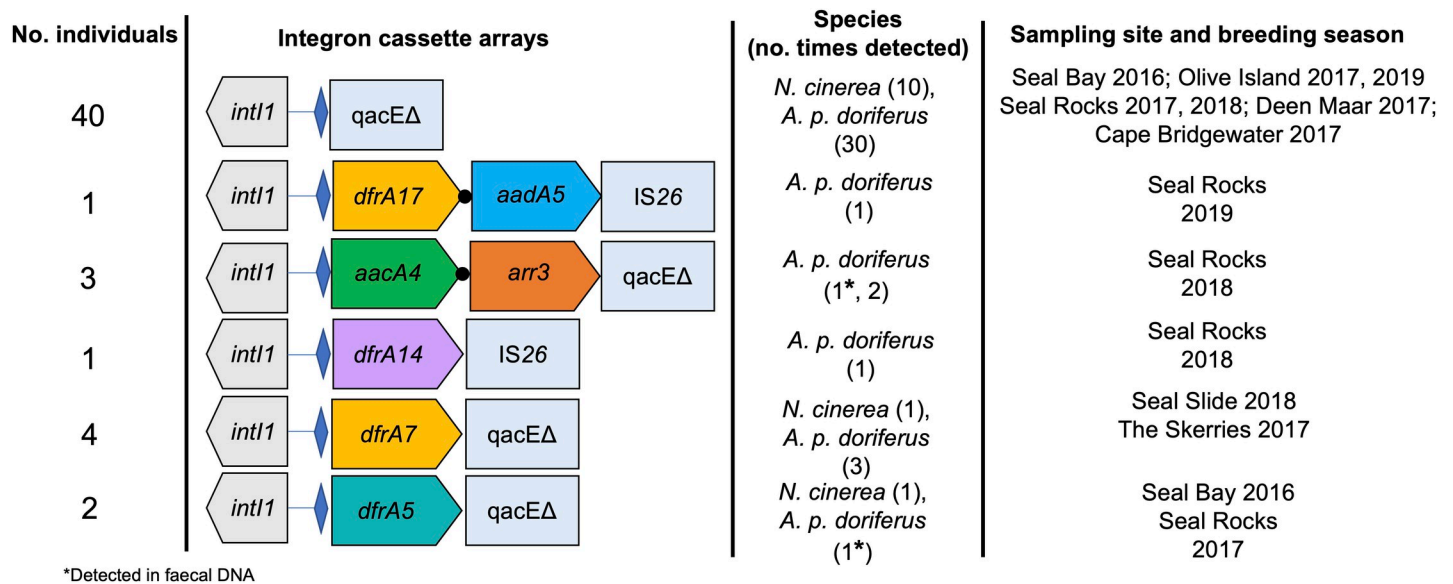 No. individuals
Integron cassette arrays
Species
(no. times detected)
Sampling site and breeding season
40
intI1
qacEΔ
N. cinerea (10),
A. p. doriferus
(30)
Seal Bay 2016; Olive Island 2017, 2019
Seal Rocks 2017, 2018; Deen Maar 2017;
Cape Bridgewater 2017
1
intI1
dfrA17
aadA5
IS26
A. p. doriferus
(1)
Seal Rocks
2019
3
intI1
aacA4
arr3
qacEΔ
A. p. doriferus
(1*, 2)
Seal Rocks
2018
1
intI1
dfrA14
IS26
A. p. doriferus
(1)
Seal Rocks
2018
4
intI1
dfrA7
qacEΔ
N. cinerea (1),
A. p. doriferus
(3)
Seal Slide 2018
The Skerries 2017
2
intI1
dfrA5
qacEΔ
N. cinerea (1),
A. p. doriferus
(1*)
Seal Bay 2016
Seal Rocks
2017
*Detected in faecal DNA